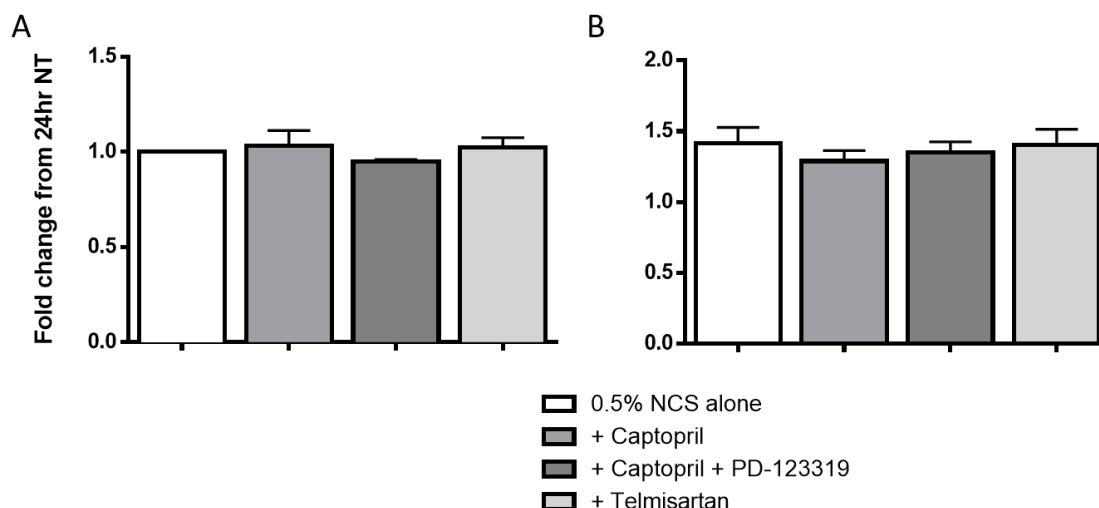 A
B
Fold change from 24hr NT
1.5
1.0
0.5
0.0
2.0
1.5
1.0
0.5
0.0
0.5% NCS alone
+ Captopril
+ Captopril + PD-123319
+ Telmisartan